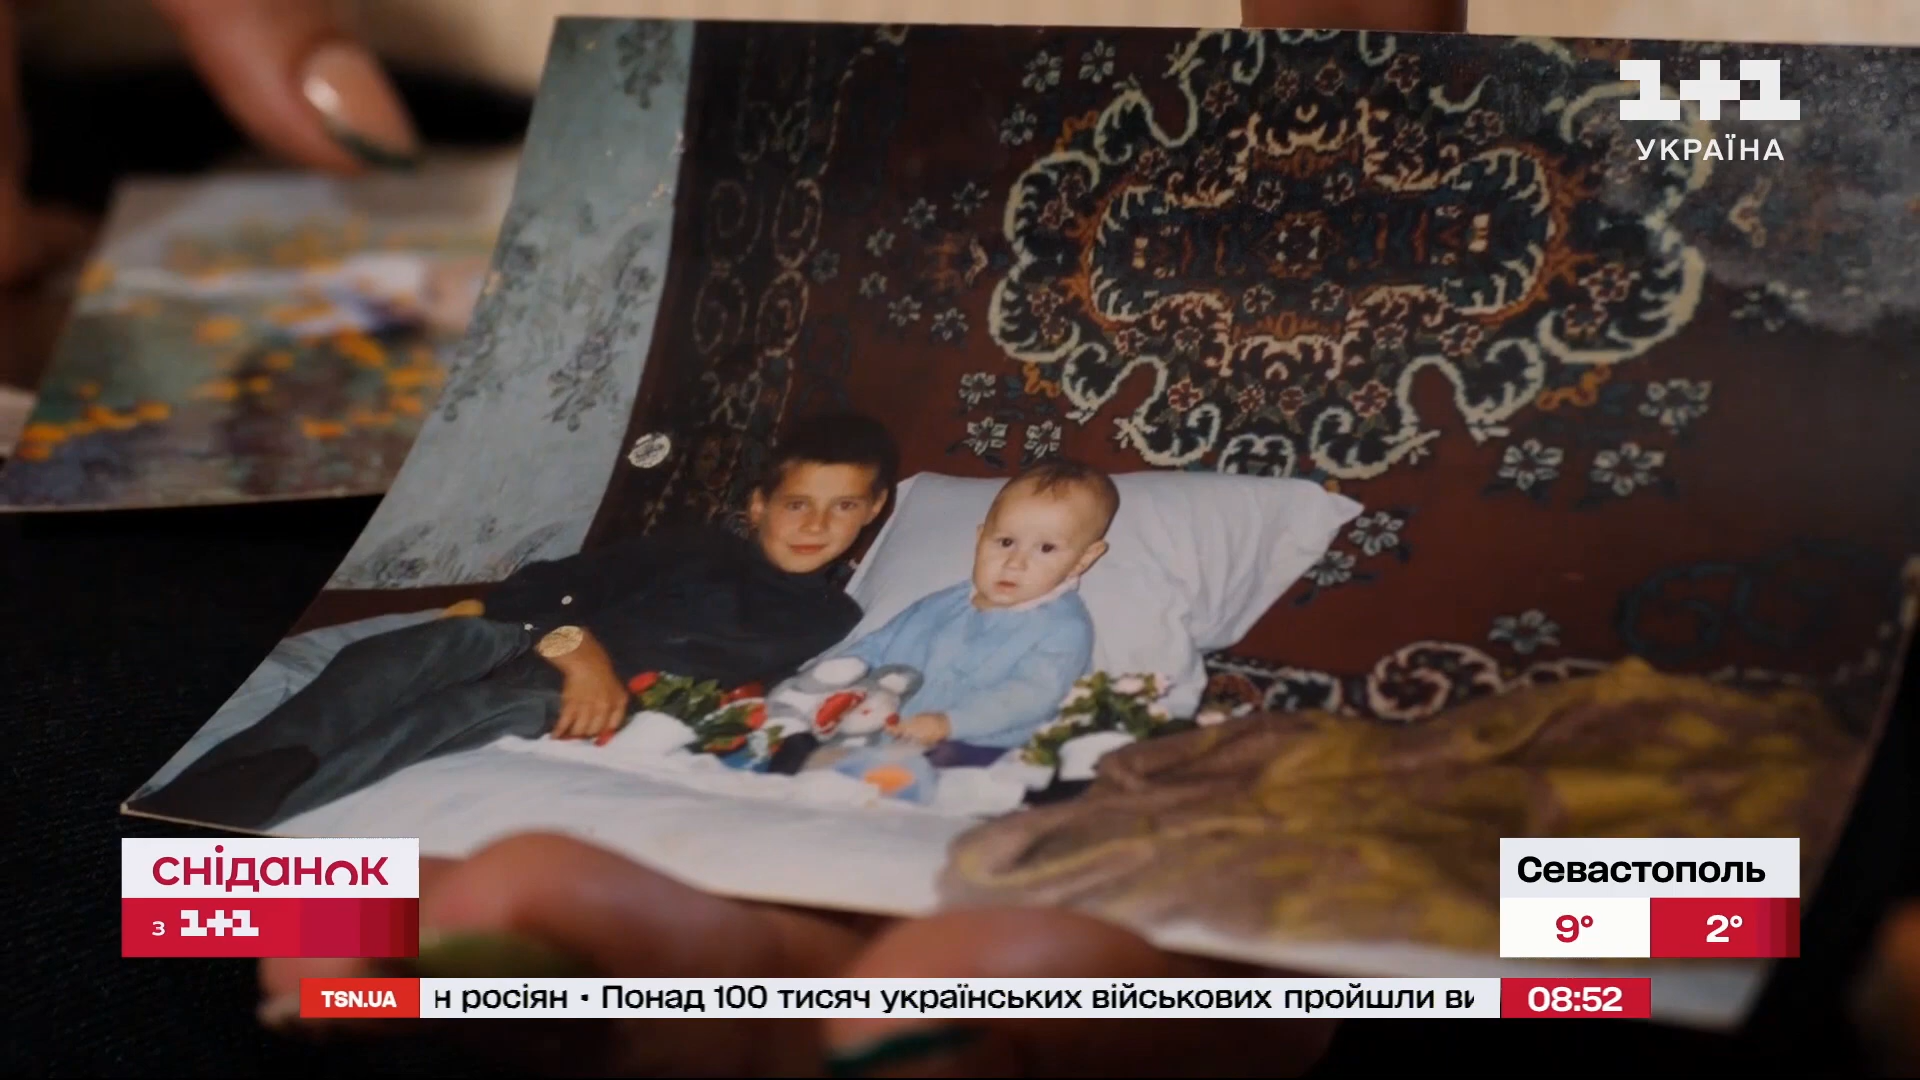 1+1
УКРАЇНА
сніданок
з 1+1
Севастополь
9° 2°
TSN.UA
н росіян • Понад 100 тисяч українських військових пройшли ви
08:52